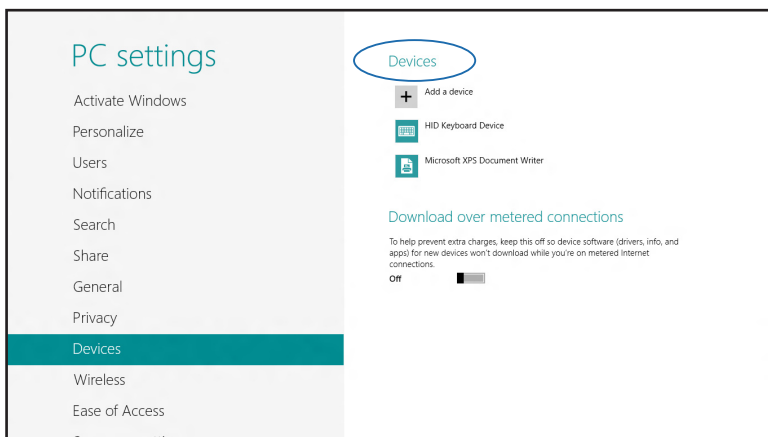 PC settings
Activate Windows
Personalize
Users
Notifications
Search
Share
General
Privacy
Devices
Wireless
Ease of Access
Devices
Add a device
HID Keyboard Device
Microsoft XPS Document Writer
Download over metered connections
To help prevent extra charges, keep this off so device software (drivers, info, and
apps) for new devices won't download while you're on metered Internet
connections.
Off